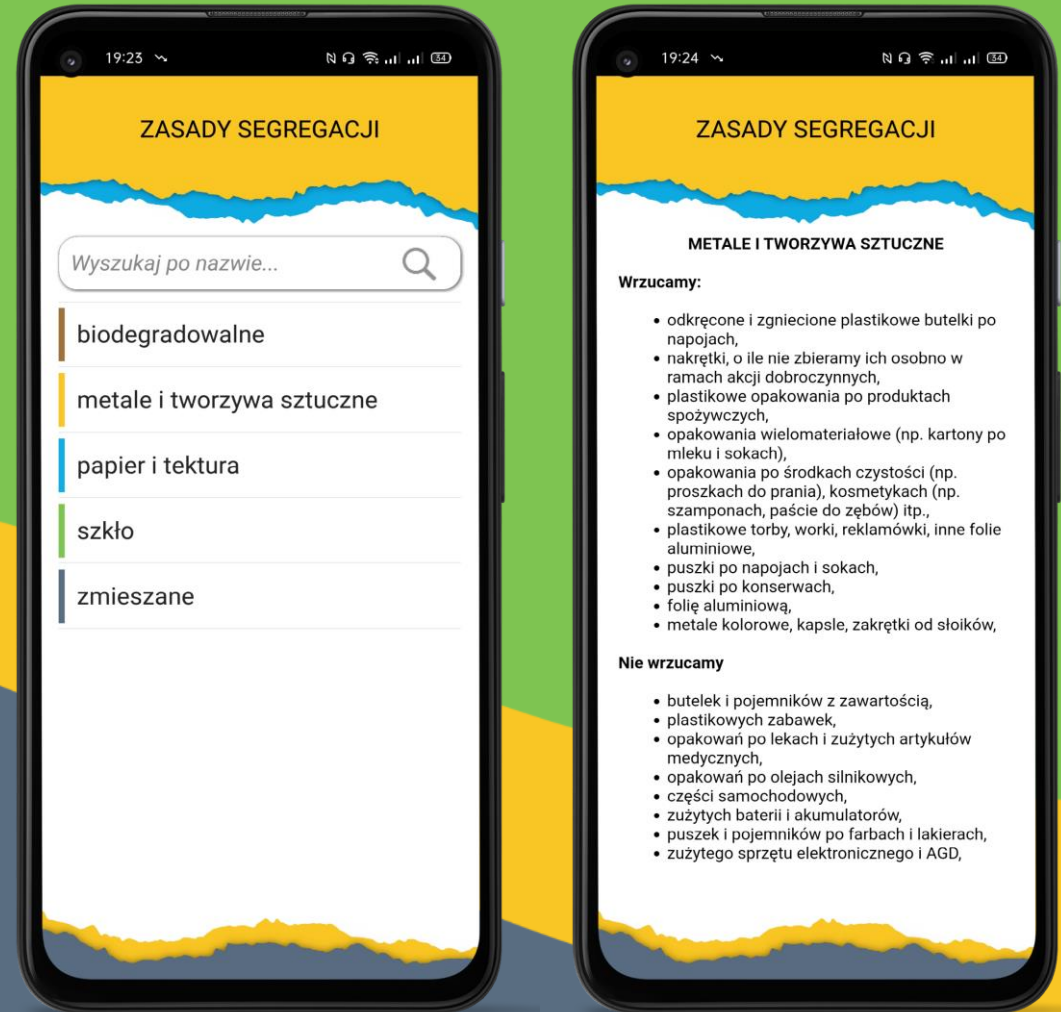 19:23
34
ZASADY SEGREGACJI
Wyszukaj po nazwie...
biodegradowalne
metale i tworzywa sztuczne
papier i tektura
szkło
zmieszane
19:24
34
ZASADY SEGREGACJI
METALE I TWORZYWA SZTUCZNE
Wrzucamy:
• odkręcone i zgniecione plastikowe butelki po
napojach,
• nakrętki, o ile nie zbieramy ich osobno w
ramach akcji dobroczynnych,
• plastikowe opakowania po produktach
spożywczych,
• opakowania wielomateriałowe (np. kartony po
mleku i sokach),
• opakowania po środkach czystości (np.
proszkach do prania), kosmetykach (np.
szamponach, paście do zębów) itp.,
• plastikowe torby, worki, reklamówki, inne folie
aluminiowe,
• puszki po napojach i sokach,
• puszki po konserwach,
• folię aluminiową,
• metale kolorowe, kapsle, zakrętki od słoików,
Nie wrzucamy
• butelek i pojemników z zawartością,
• plastikowych zabawek,
• opakowań po lekach i zużytych artykułów
medycznych,
• opakowań po olejach silnikowych,
• części samochodowych,
• zużytych baterii i akumulatorów,
• puszek i pojemników po farbach i lakierach,
• zużytego sprzętu elektronicznego i AGD,